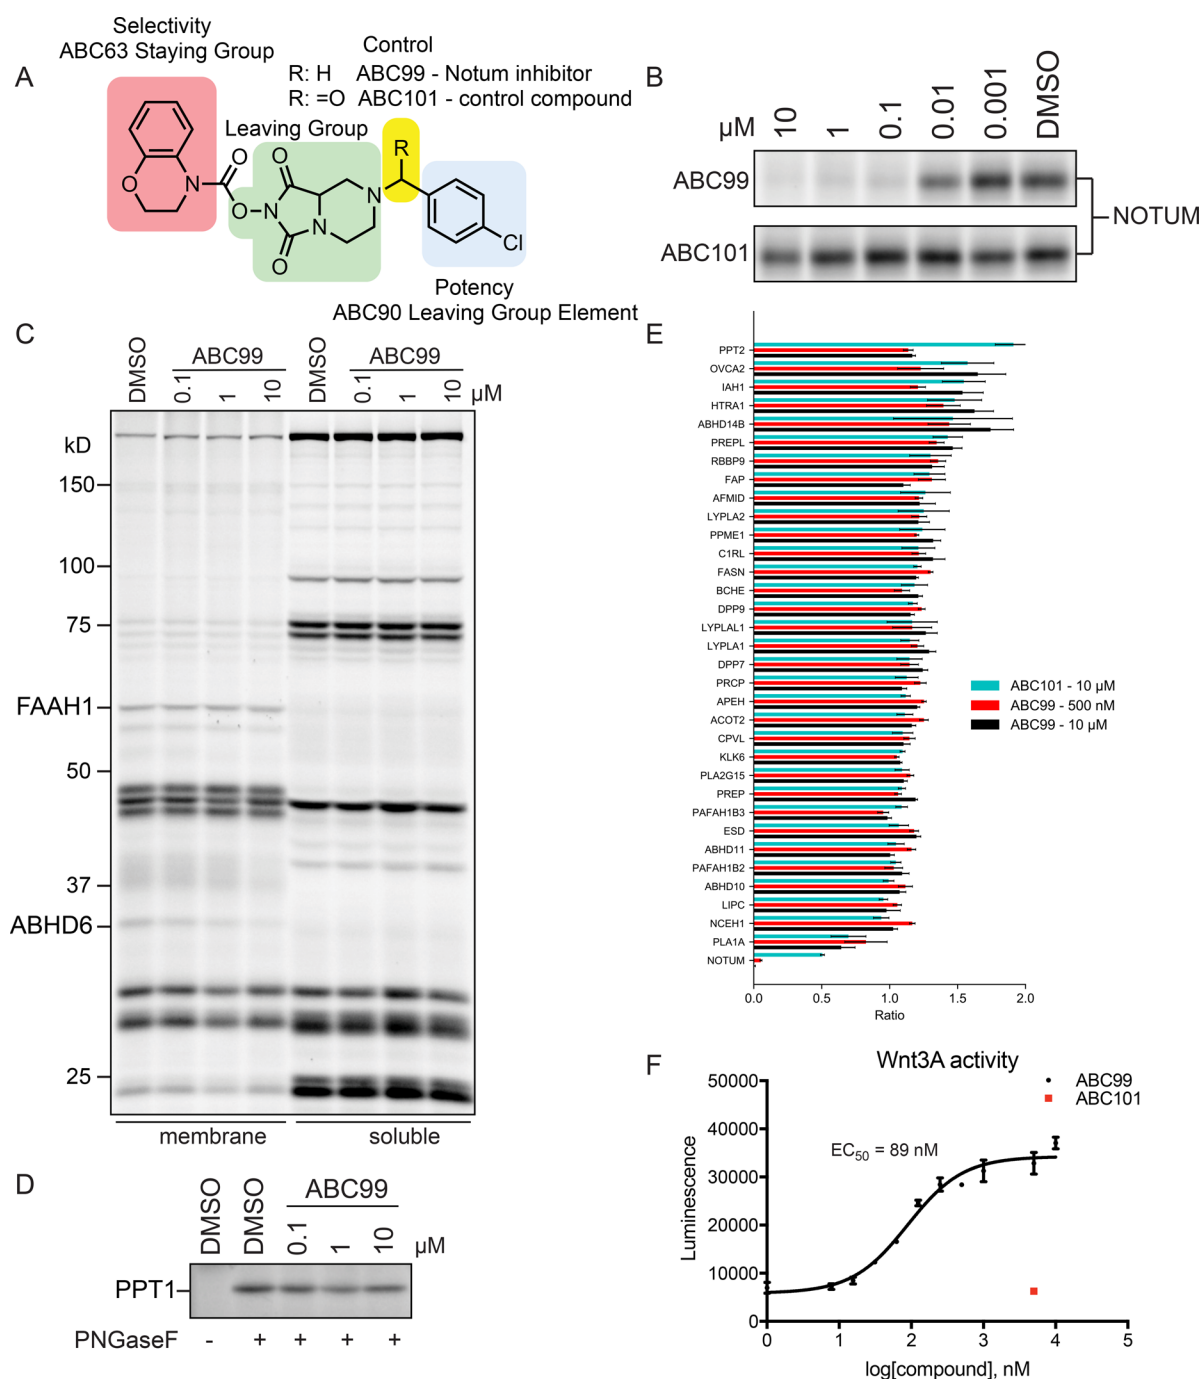 Selectivity
ABC63 Staying Group
A
Control
R: H ABC99 - Notum inhibitor
R: =O ABC101 - control compound
Leaving Group
O
N
O
O
O
N
N
O
N
R
Cl
Potency
ABC90 Leaving Group Element
B
µM 10 1 0.1 0.01 0.001 DMSO
ABC99
ABC101
NOTUM
C
DMSO ABC99 DMSO ABC99
0.1 1 10 0.1 1 10 µM
kD
150
100
75
FAAH1
50
37
ABHD6
25
membrane soluble
D
DMSO DMSO ABC99
0.1 1 10 µM
PPT1
PNGaseF - + + + +
E
PPT2
OVCA2
IAH1
HTRA1
ABHD14B
PREPL
RBBP9
FAP
AFMID
LYPLA2
PPME1
C1RL
FASN
BCHE
DPP9
LYPLAL1
LYPLA1
DPP7
PRCP
APEH
ACOT2
CPVL
KLK6
PLA2G15
PREP
PAFAH1B3
ESD
ABHD11
PAFAH1B2
ABHD10
LIPC
NCEH1
PLA1A
NOTUM
0.0 0.5 1.0 1.5 2.0
Ratio
ABC101 - 10 µM
ABC99 - 500 nM
ABC99 - 10 µM
F
Wnt3A activity
ABC99
ABC101
EC50 = 89 nM
Luminescence
50000
40000
30000
20000
10000
0
0 1 2 3 4 5
log[compound], nM